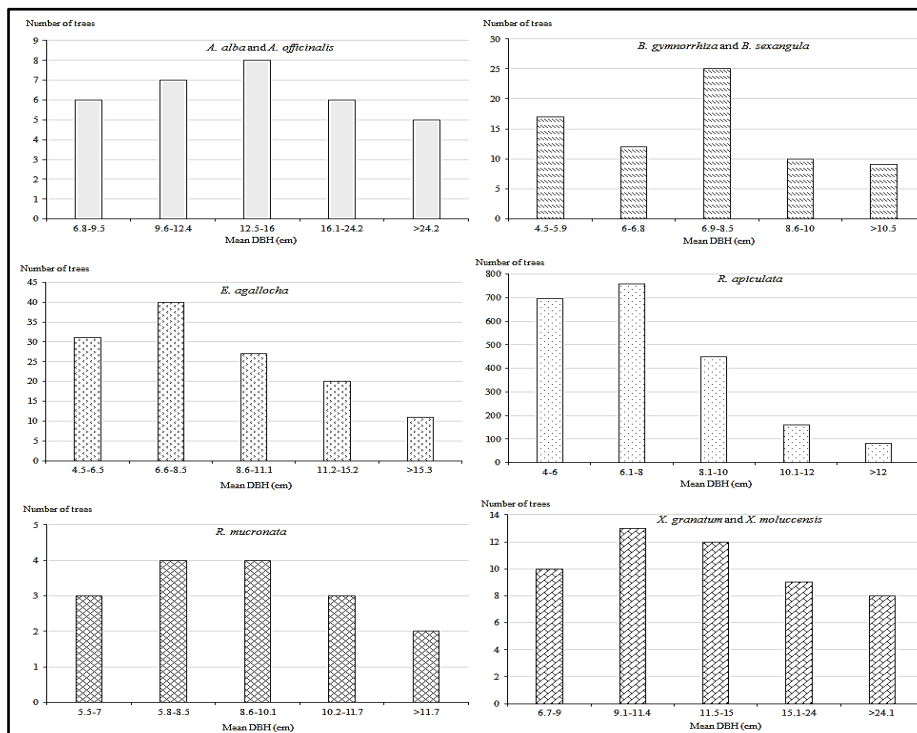 Number of trees
A. alba and A. officinalis
9
8
7
6
5
4
3
2
1
0
6.8-9.5 9.6-12.4 12.5-16 16.1-24.2 >24.2
Mean DBH (cm)
Number of trees
B. gymnorrhiza and B. sexangula
30
25
20
15
10
5
0
4.5-5.9 6-6.8 6.9-8.5 8.6-10 >10.5
Mean DBH (cm)
Number of trees
E. agallocha
45
40
35
30
25
20
15
10
5
0
4.5-6.5 6.6-8.5 8.6-11.1 11.2-15.2 >15.3
Mean DBH (cm)
Number of trees
R. apiculata
800
700
600
500
400
300
200
100
0
4-6 6.1-8 8.1-10 10.1-12 >12
Mean DBH (cm)
Number of trees
R. mucronata
5
4
3
2
1
0
5.5-7 5.8-8.5 8.6-10.1 10.2-11.7 >11.7
Mean DBH (cm)
Number of trees
X. granatum and X. moluccensis
14
12
10
8
6
4
2
0
6.7-9 9.1-11.4 11.5-15 15.1-24 >24.1
Mean DBH (cm)